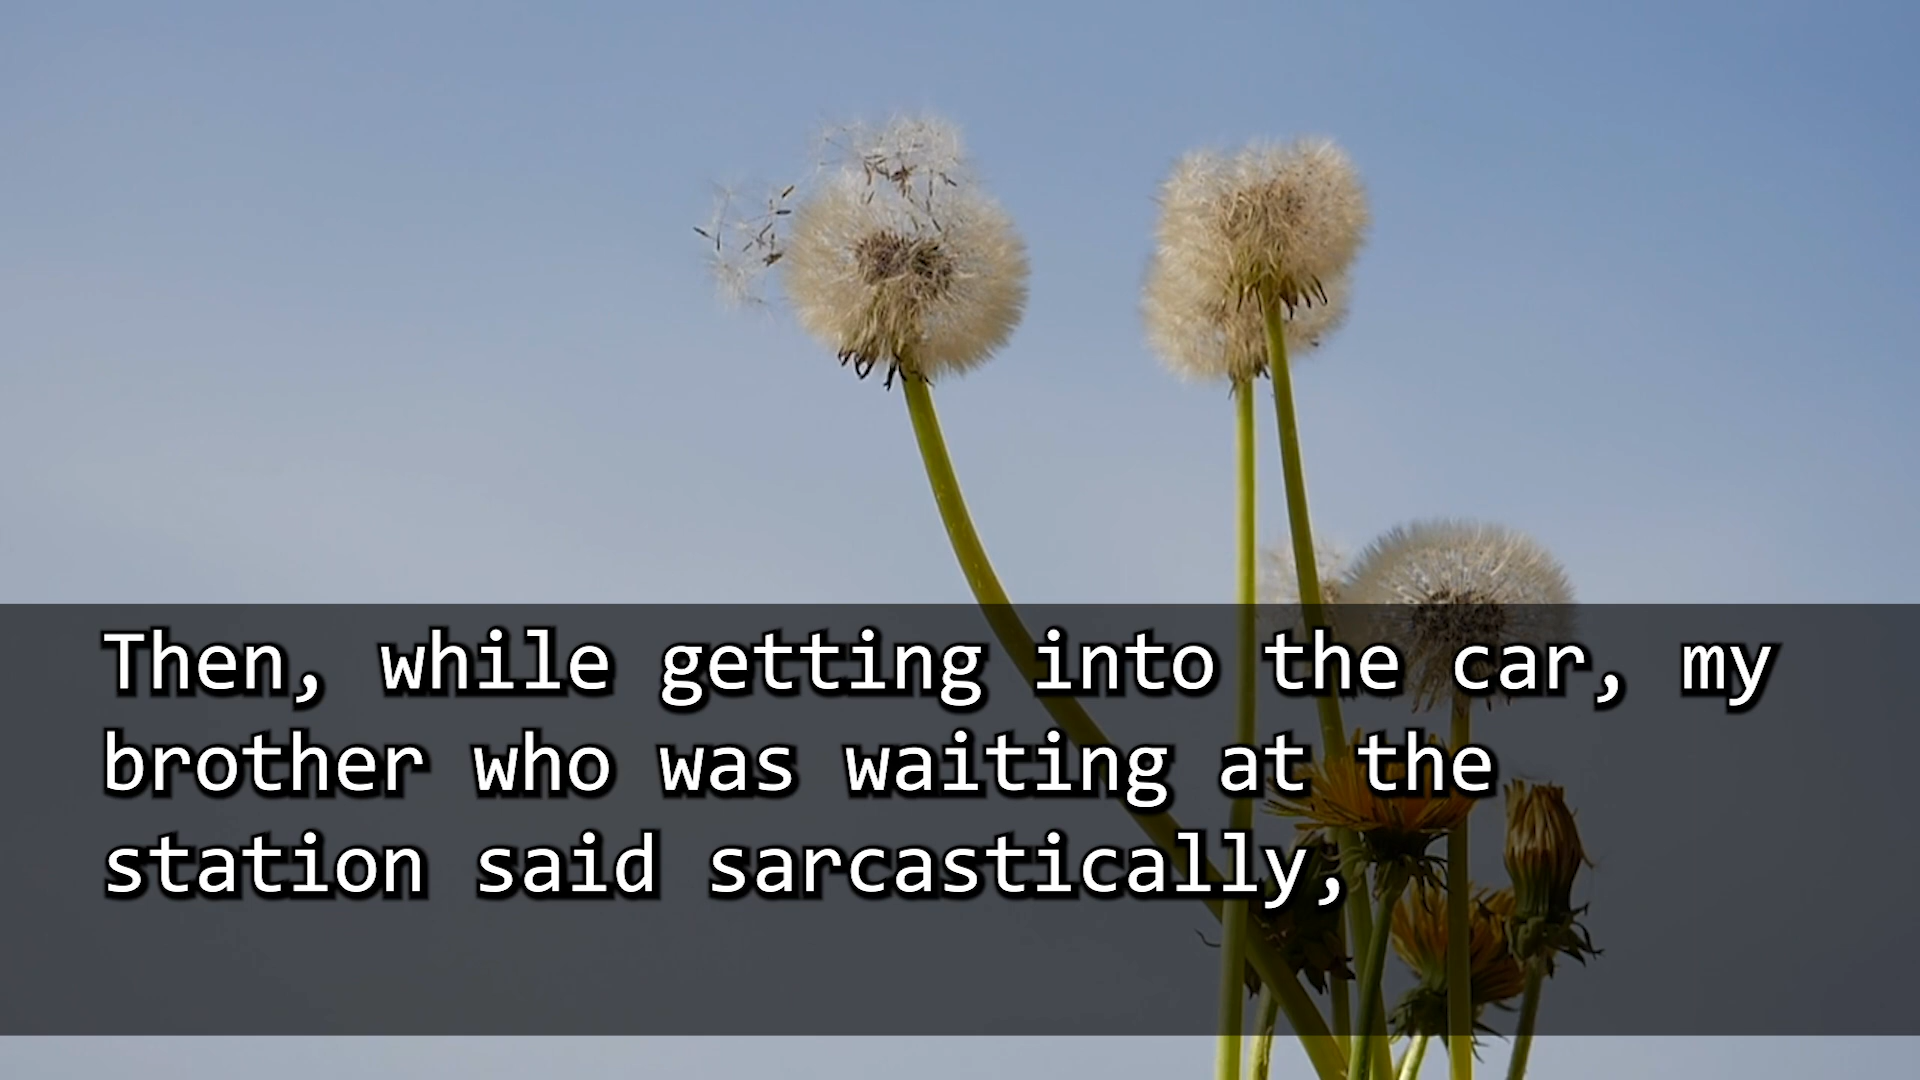 Then, while getting into the car, my
brother who was waiting at the
station said sarcastically,